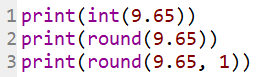 1 print(int(9.65))
2 print(round(9.65))
3 print(round(9.65, 1))